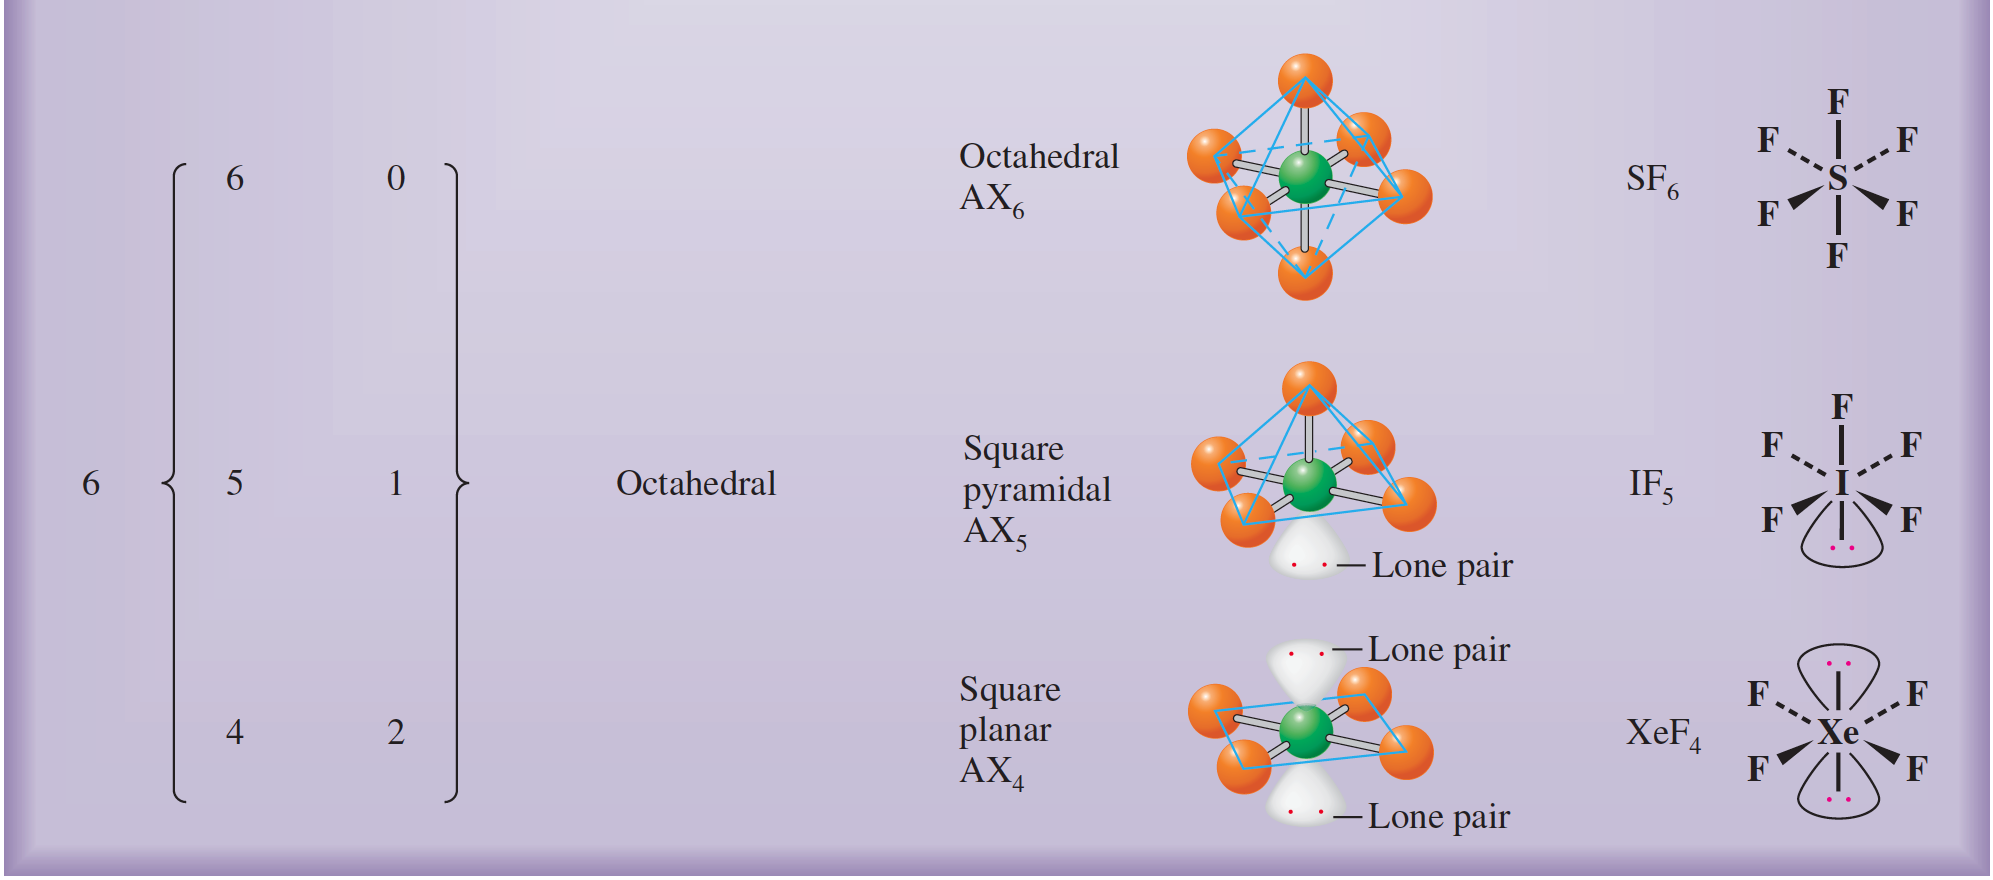 6
6 0
5 1
4 2
Octahedral
Octahedral
AX6
SF6
F
F F
S
F F
F
Square
pyramidal
AX5
Lone pair
IF5
F
F F
I
F F
Square
planar
AX4
Lone pair
Lone pair
XeF4
F F
Xe
F F